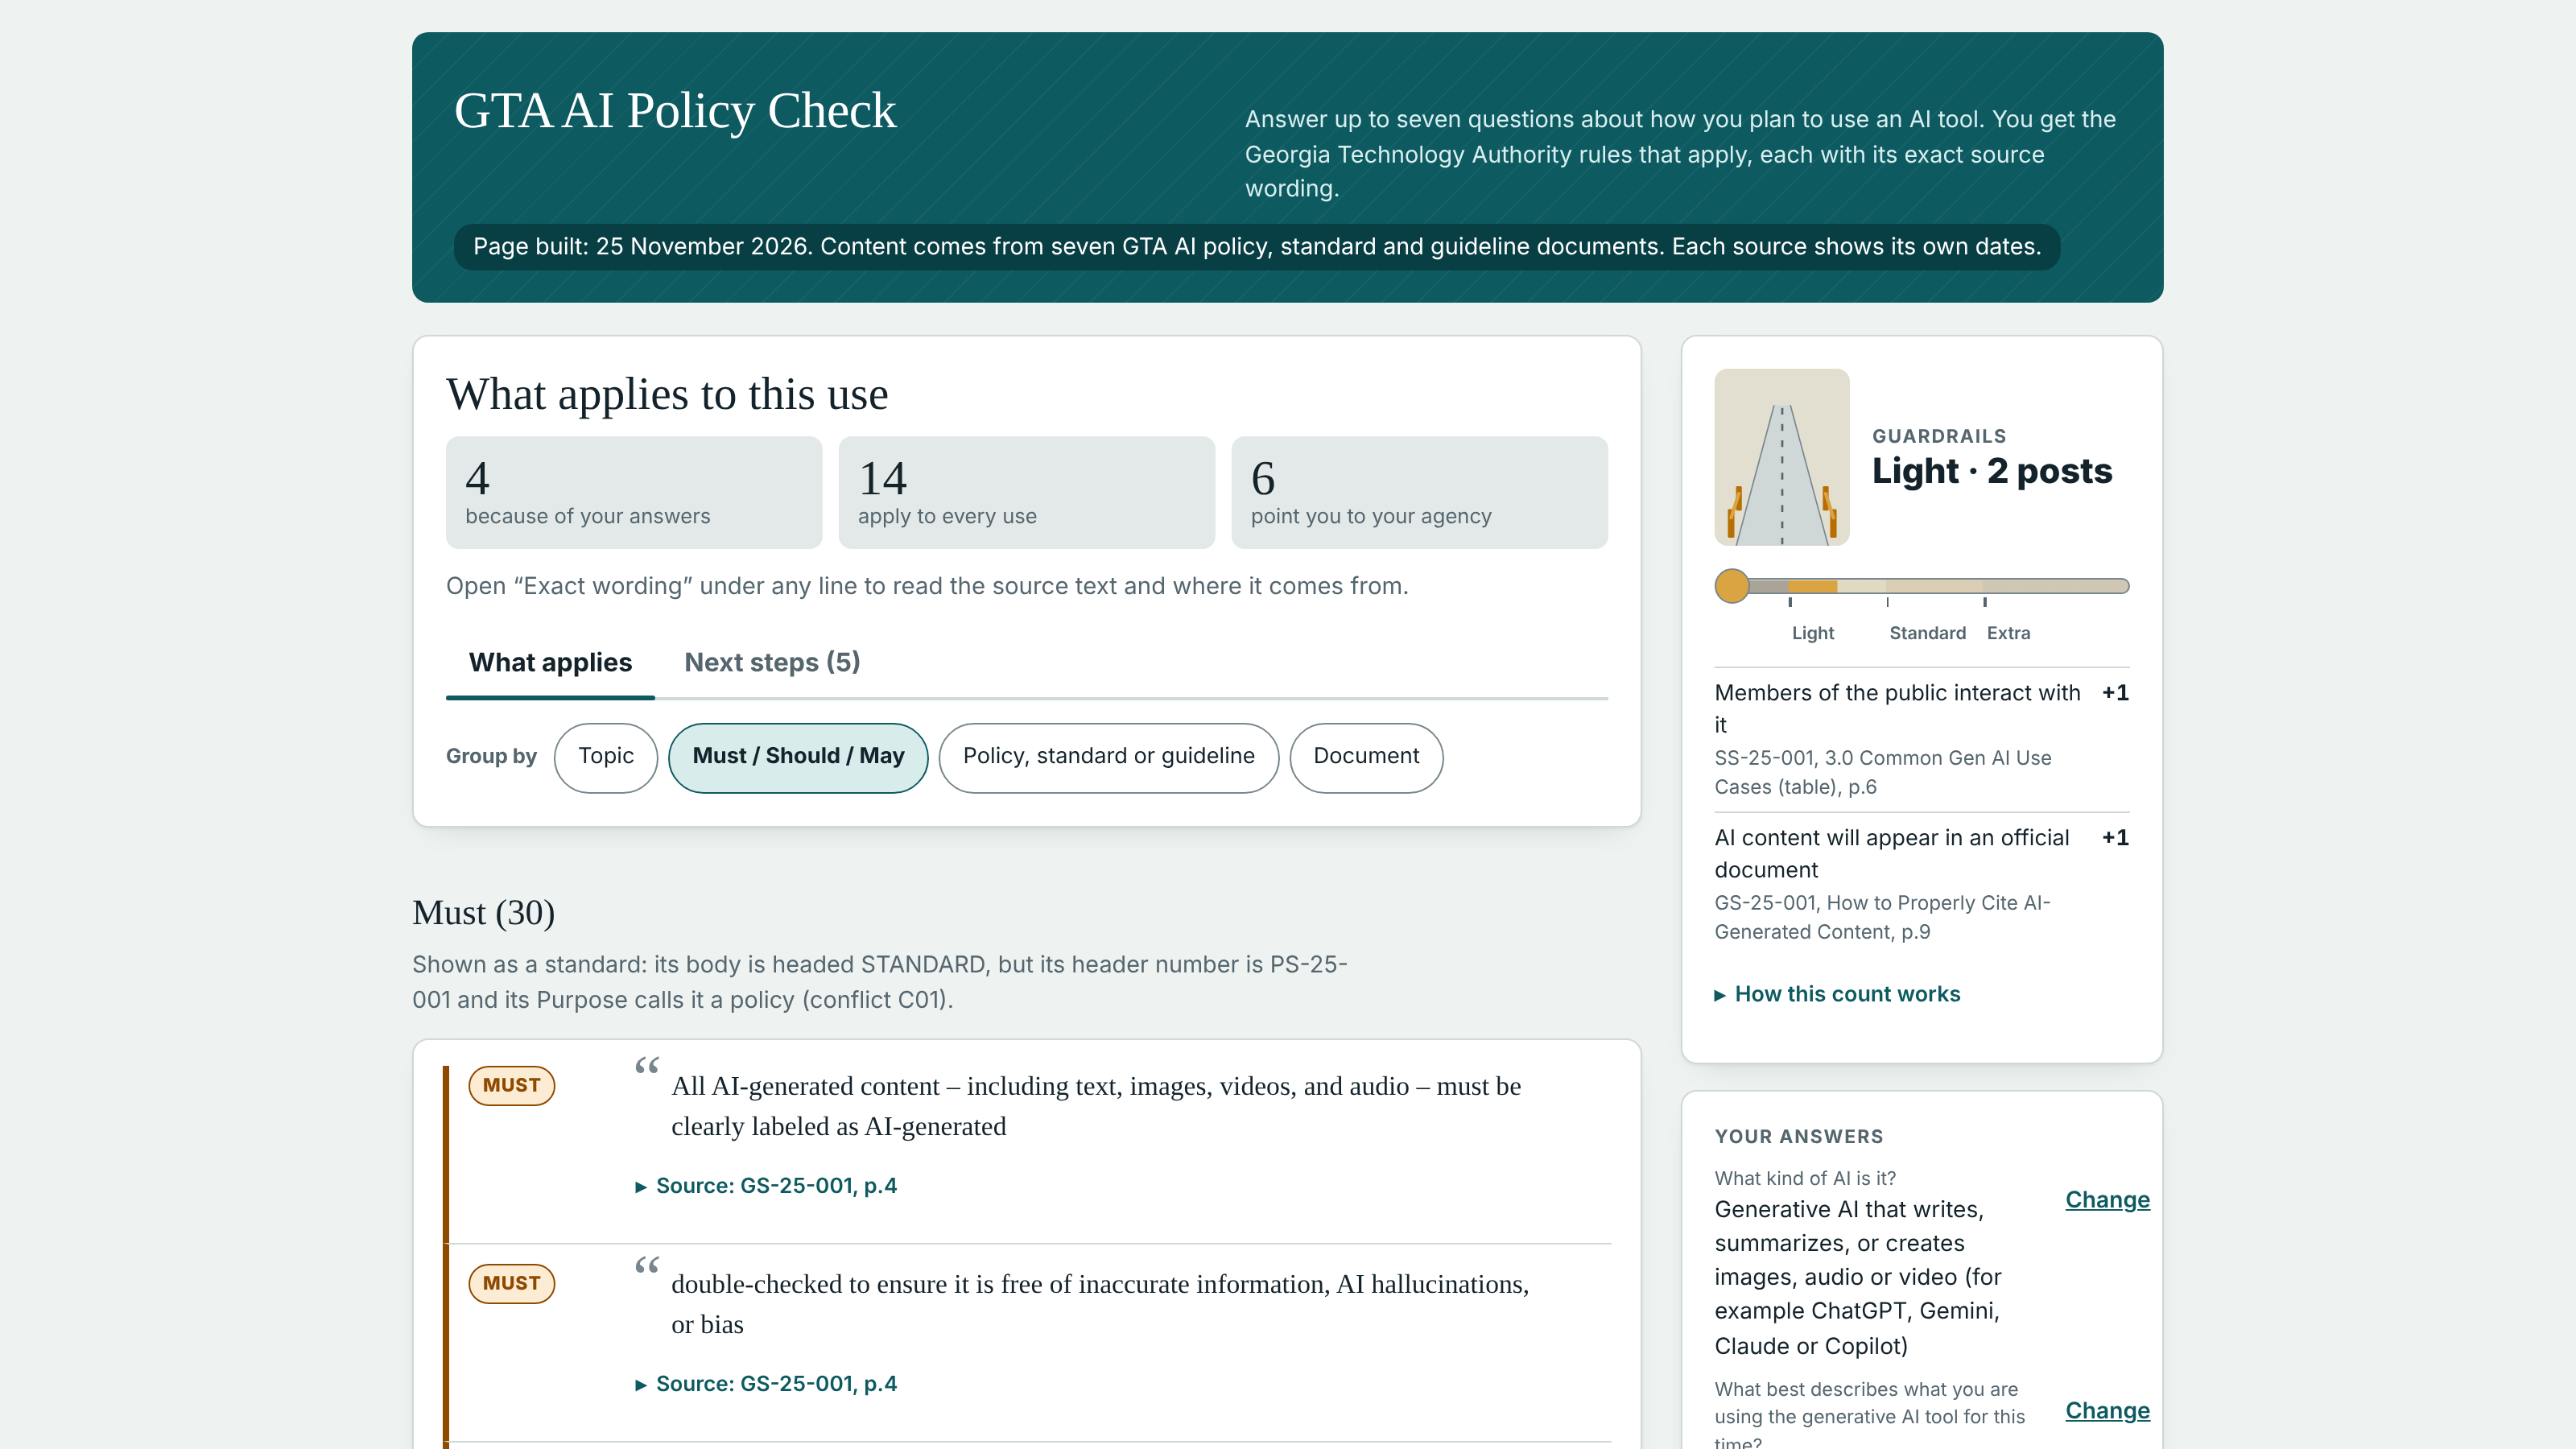 GTA AI Policy Check
Answer up to seven questions about how you plan to use an AI tool. You get the
Georgia Technology Authority rules that apply, each with its exact source
wording.
Page built: 25 November 2026. Content comes from seven GTA AI policy, standard and guideline documents. Each source shows its own dates.
What applies to this use
4
because of your answers
14
apply to every use
6
point you to your agency
Open “Exact wording” under any line to read the source text and where it comes from.
What applies
Next steps (5)
Group by
Topic
Must / Should / May
Policy, standard or guideline
Document
Must (30)
Shown as a standard: its body is headed STANDARD, but its header number is PS-25-
001 and its Purpose calls it a policy (conflict C01).
MUST
“ All AI-generated content – including text, images, videos, and audio – must be
clearly labeled as AI-generated
▸ Source: GS-25-001, p.4
MUST
“ double-checked to ensure it is free of inaccurate information, AI hallucinations,
or bias
▸ Source: GS-25-001, p.4
GUARDRAILS
Light · 2 posts
Light
Standard
Extra
Members of the public interact with +1
it
SS-25-001, 3.0 Common Gen AI Use
Cases (table), p.6
AI content will appear in an official +1
document
GS-25-001, How to Properly Cite AI-
Generated Content, p.9
▸ How this count works
YOUR ANSWERS
What kind of AI is it?
Change
Generative AI that writes,
summarizes, or creates
images, audio or video (for
example ChatGPT, Gemini,
Claude or Copilot)
What best describes what you are
using the generative AI tool for this
time?
Change